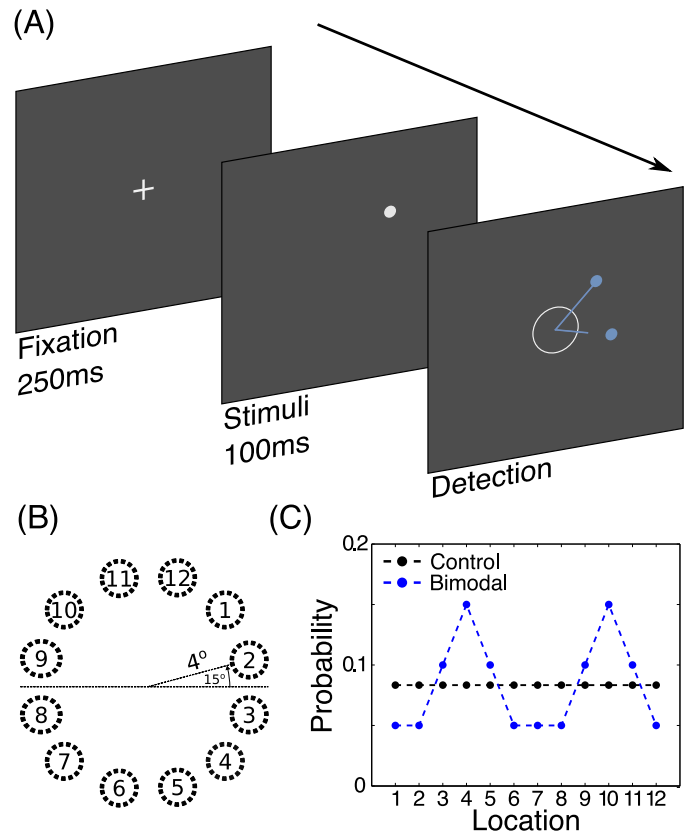 (A)
Fixation
250ms
Stimuli
100ms
Detection
(B)
11 12
10 1
9 4° 2
15°
8 3
7 4
6 5
(C)
0.2
Control
Bimodal
0.1
Probability
0
1 2 3 4 5 6 7 8 9 10 11 12
Location